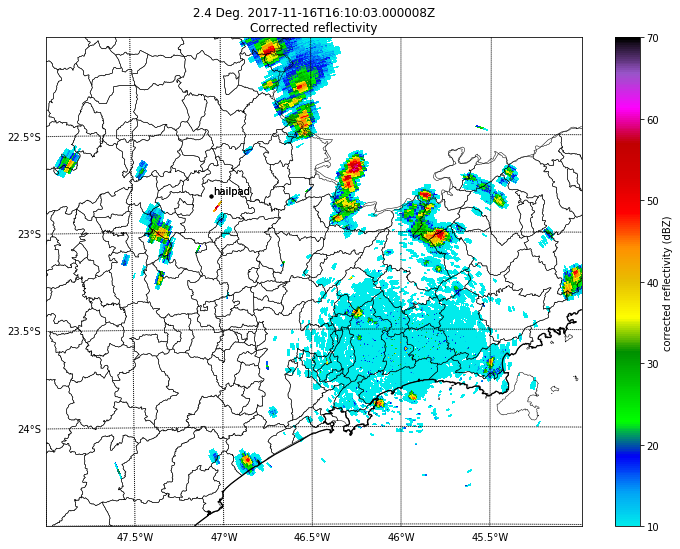 2.4 Deg. 2017-11-16T16:10:03.000008Z
Corrected reflectivity
hailpad
22.5°S
23°S
23.5°S
24°S
47.5°W
47°W
46.5°W
46°W
45.5°W
70
60
50
40
30
20
10
corrected reflectivity (dBZ)